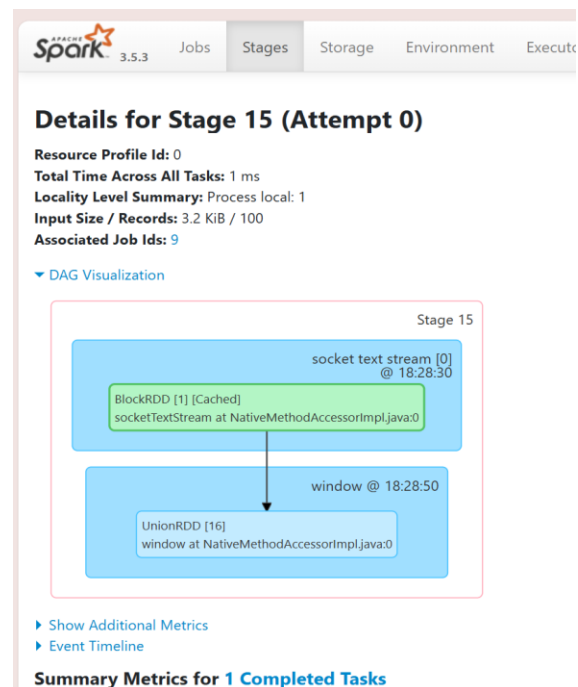 APACHE
Spark 3.5.3 Jobs Stages Storage Environment Executo
Details for Stage 15 (Attempt 0)
Resource Profile Id: 0
Total Time Across All Tasks: 1 ms
Locality Level Summary: Process local: 1
Input Size / Records: 3.2 KiB / 100
Associated Job Ids: 9
DAG Visualization
Stage 15
socket text stream [0]
@ 18:28:30
BlockRDD [1] [Cached]
socketTextStream at NativeMethodAccessorImpl.java:0
window @ 18:28:50
UnionRDD [16]
window at NativeMethodAccessorImpl.java:0
Show Additional Metrics
Event Timeline
Summary Metrics for 1 Completed Tasks